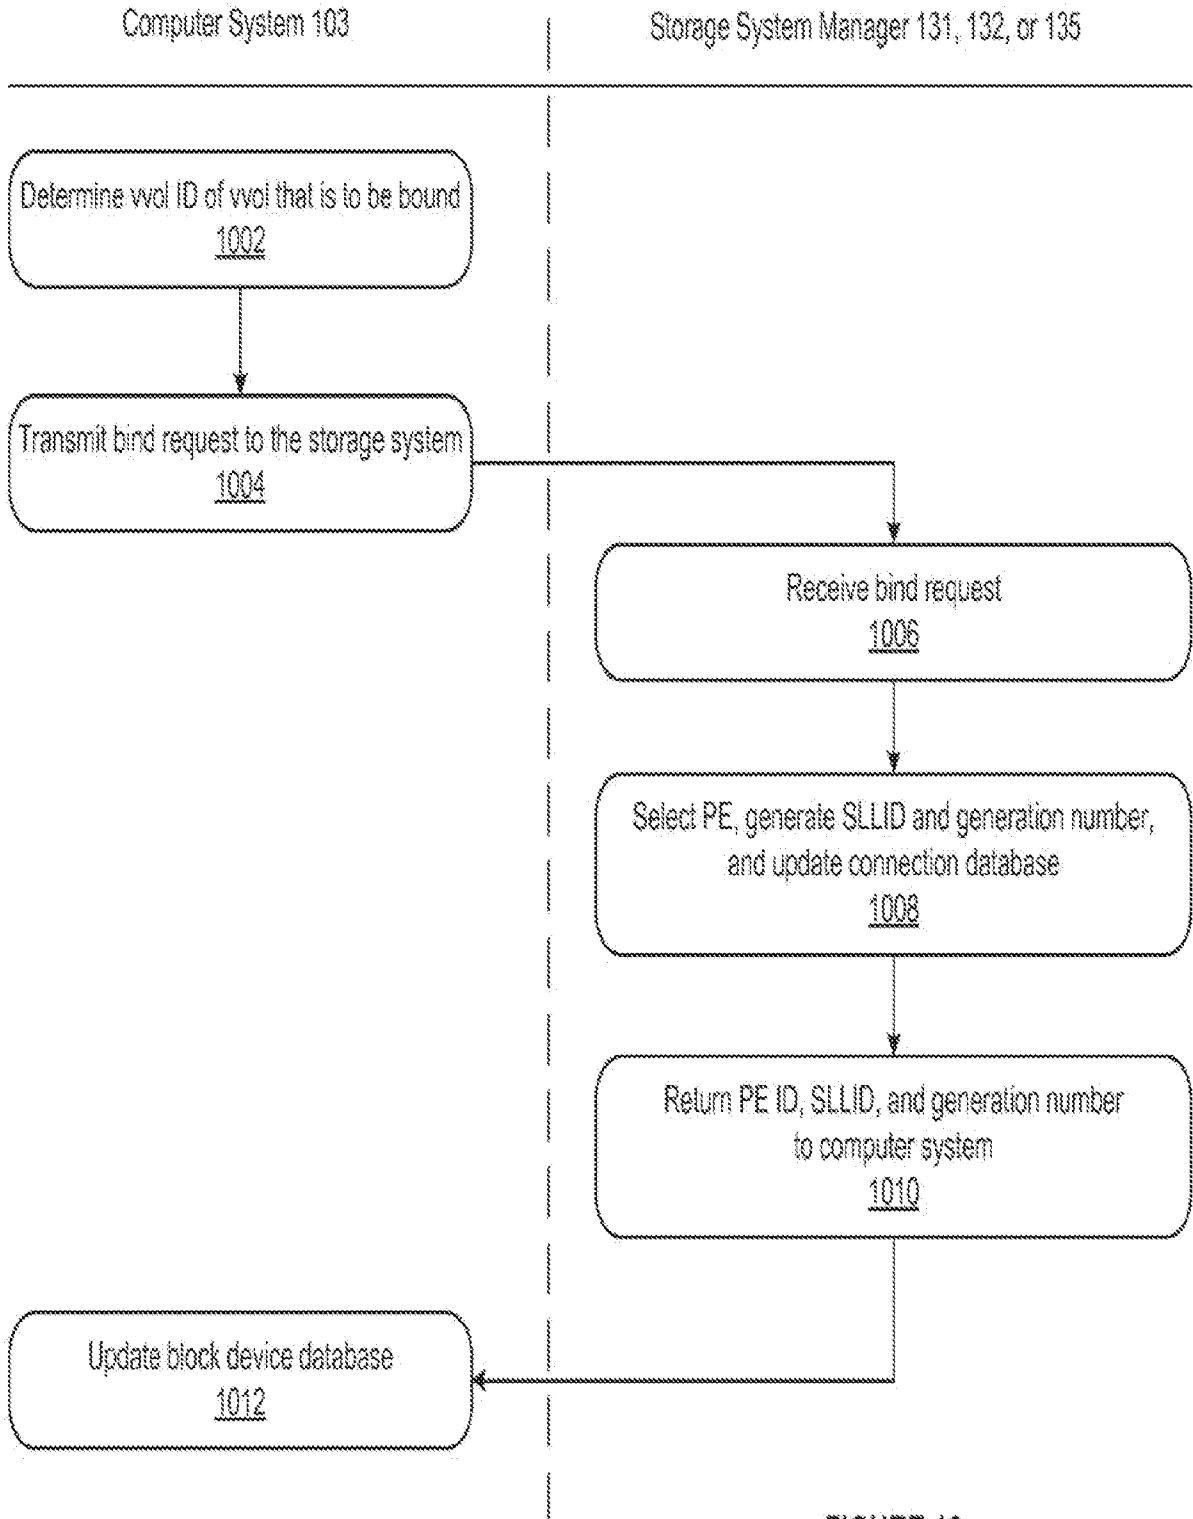 Computer System 103
Storage System Manager 131, 132, or 135
Determine vvol ID of vvol that is to be bound
1002
Transmit bind request to the storage system
1004
Receive bind request
1006
Select PE, generate SLLID and generation number,
and update connection database
1008
Return PE ID, SLLID, and generation number
to computer system
1010
Update block device database
1012